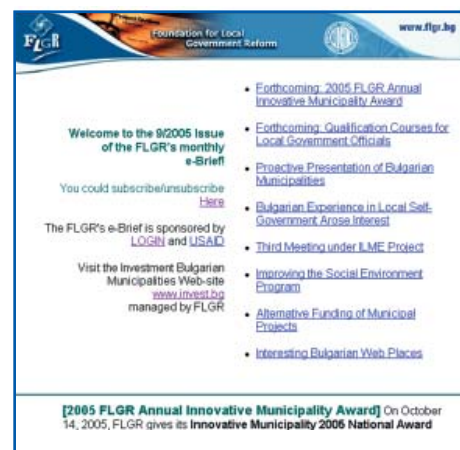 FLGR
Foundation for Local
Government Reform
www.flgr.bg
Welcome to the 9/2005 Issue
of the FLGR's monthly
e-Brief!
You could subscribe/unsubscribe
Here
The FLGR's e-Brief is sponsored by
LOGIN and USAID
Visit the Investment Bulgarian
Municipalities Web-site
www.invest.bg
managed by FLGR
• Forthcoming: 2005 FLGR Annual
Innovative Municipality Award
• Forthcoming: Qualification Courses for
Local Government Officials
• Proactive Presentation of Bulgarian
Municipalities
• Bulgarian Experience in Local Self-
Government Arose Interest
• Third Meeting under ILME Project
• Improving the Social Environment
Program
• Alternative Funding of Municipal
Projects
• Interesting Bulgarian Web Places
[2005 FLGR Annual Innovative Municipality Award] On October
14, 2005, FLGR gives its Innovative Municipality 2005 National Award